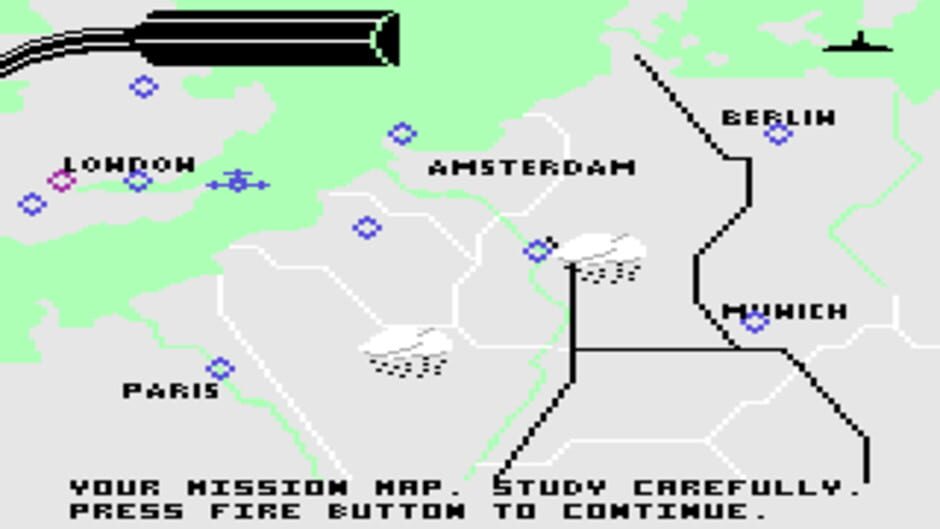 BERLIN
LONDON
AMSTERDAM
MUNICH
PARIS
YOUR MISSION MAP. STUDY CAREFULLY.
PRESS FIRE BUTTON TO CONTINUE.